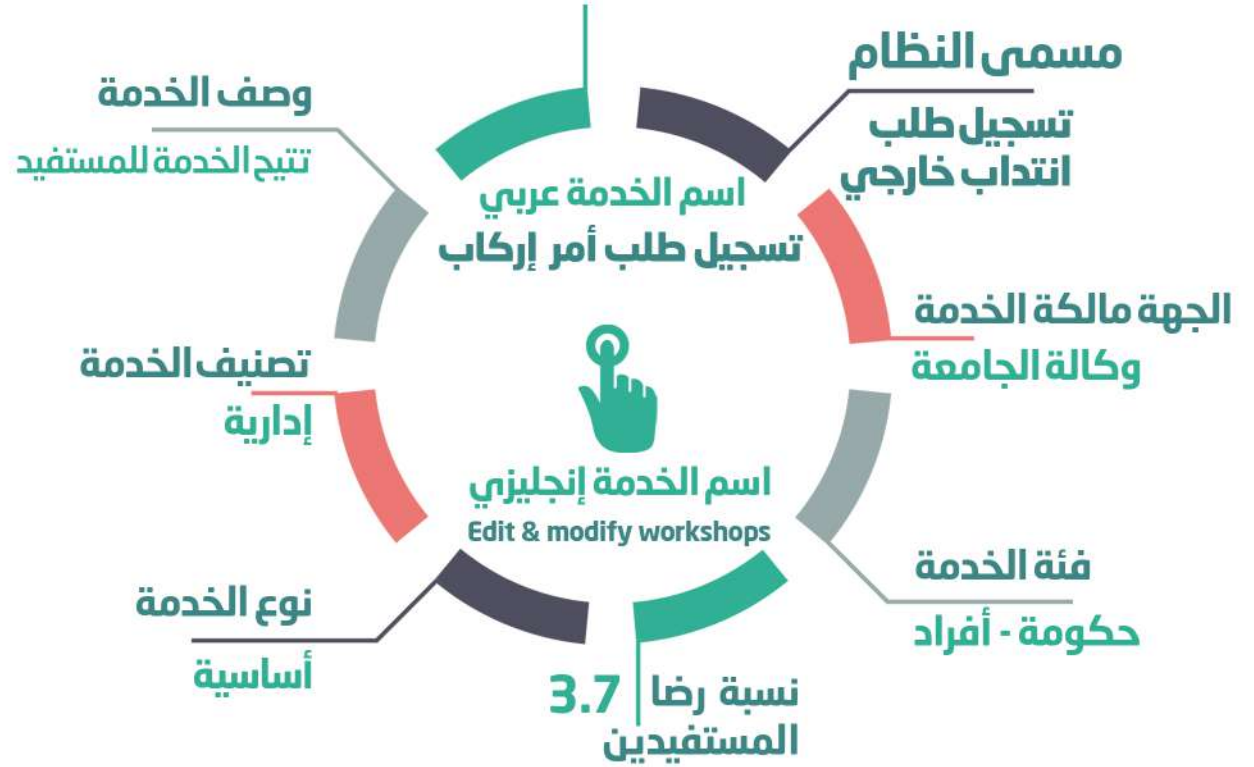 مسمى النظام
تسجيل طلب
انتداب خارجي
الجهة مالكة الخدمة
وكالة الجامعة
فئة الخدمة
حكومة - أفراد
نسبة رضا 3.7
المستفيدين
نوع الخدمة
أساسية
تصنيف الخدمة
إدارية
وصف الخدمة
تتيح الخدمة للمستفيد
اسم الخدمة عربي
تسجيل طلب أمر إركاب
اسم الخدمة إنجليزي
Edit & modify workshops